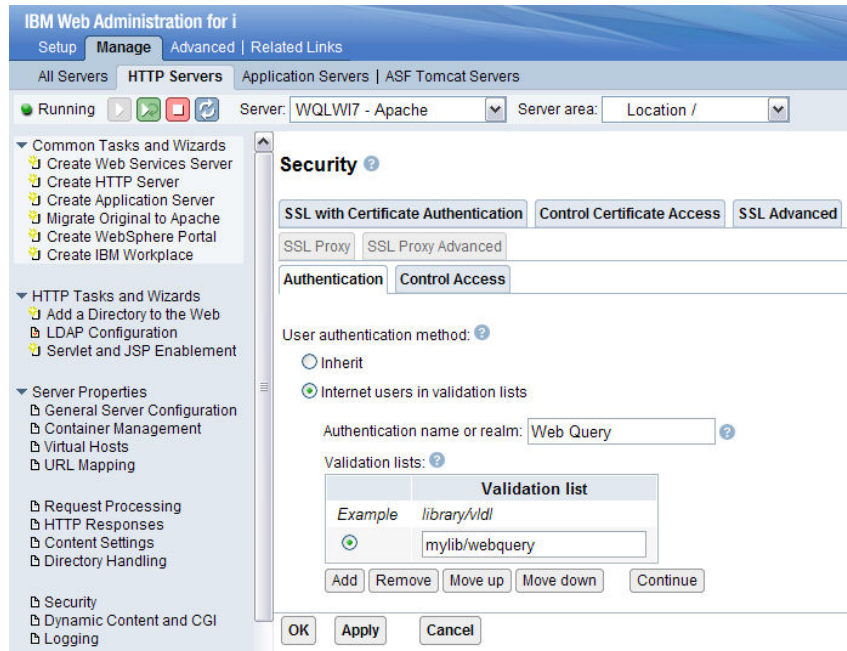 IBM Web Administration for i
Setup Manage Advanced | Related Links
All Servers HTTP Servers Application Servers | ASF Tomcat Servers
Running Server: WQLWI7 - Apache Server area: Location /
Common Tasks and Wizards
Create Web Services Server
Create HTTP Server
Create Application Server
Migrate Original to Apache
Create WebSphere Portal
Create IBM Workplace
HTTP Tasks and Wizards
Add a Directory to the Web
LDAP Configuration
Servlet and JSP Enablement
Server Properties
General Server Configuration
Container Management
Virtual Hosts
URL Mapping
Request Processing
HTTP Responses
Content Settings
Directory Handling
Security
Dynamic Content and CGI
Logging
Security ?
SSL with Certificate Authentication Control Certificate Access SSL Advanced
SSL Proxy SSL Proxy Advanced
Authentication Control Access
User authentication method: ?
Inherit
Internet users in validation lists
Authentication name or realm: Web Query ?
Validation lists: ?
Validation list
Example library/vldl
mylib/webquery
Add Remove Move up Move down Continue
OK Apply Cancel